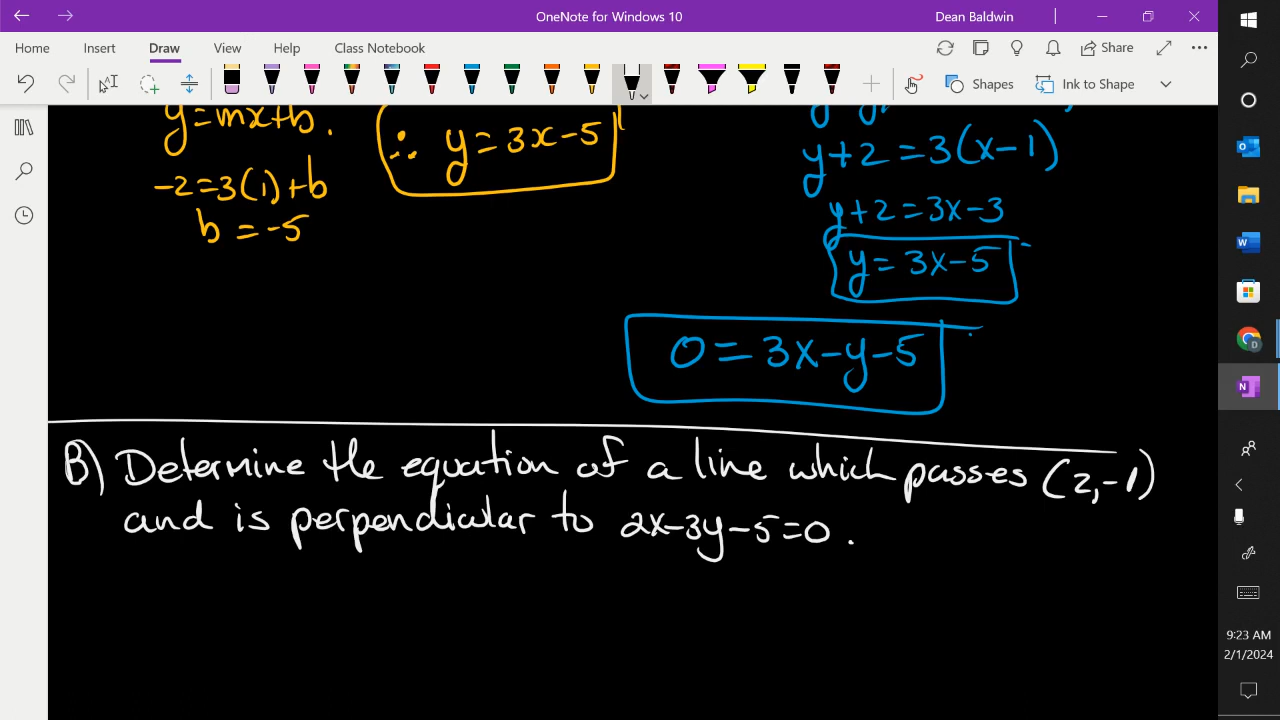 OneNote for Windows 10
Dean Baldwin
Home Insert Draw View Help Class Notebook
Share
Shapes
Ink to Shape
y=mx+b.
-2=3(1)+b
b=-5
∴ y=3x-5
y+2=3(x-1)
y+2=3x-3
y=3x-5
0=3x-y-5
B) Determine the equation of a line which passes (2,-1)
and is perpendicular to 2x-3y-5=0.
9:23 AM
2/1/2024